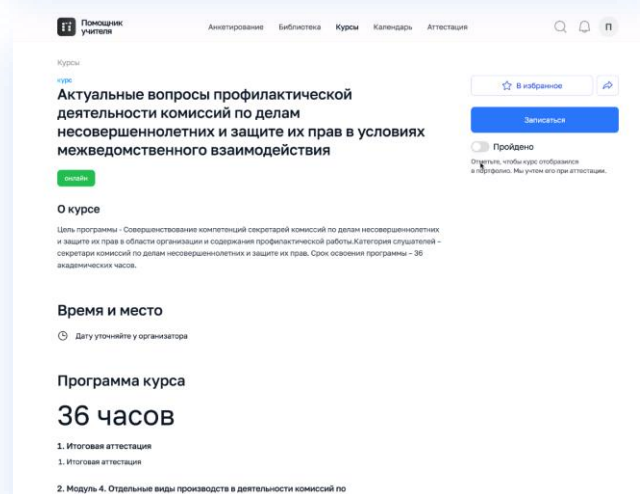 Помощник
учителя
Анкетирование Библиотека Курсы Календарь Аттестация
П
Курсы
курс
Актуальные вопросы профилактической
деятельности комиссий по делам
несовершеннолетних и защите их прав в условиях
межведомственного взаимодействия
онлайн
В избранное
Записаться
Пройдено
Отметьте, чтобы курс отобразился
в портфолио. Мы учтем его при аттестации.
О курсе
Цель программы - Совершенствование компетенций секретарей комиссий по делам несовершеннолетних
и защите их прав в области организации и содержания профилактической работы.Категория слушателей -
секретари комиссий по делам несовершеннолетних и защите их прав. Срок освоения программы – 36
академических часов.
Время и место
Дату уточняйте у организатора
Программа курса
36 часов
1. Итоговая аттестация
1. Итоговая аттестация
2. Модуль 4. Отдельные виды производств в деятельности комиссий по